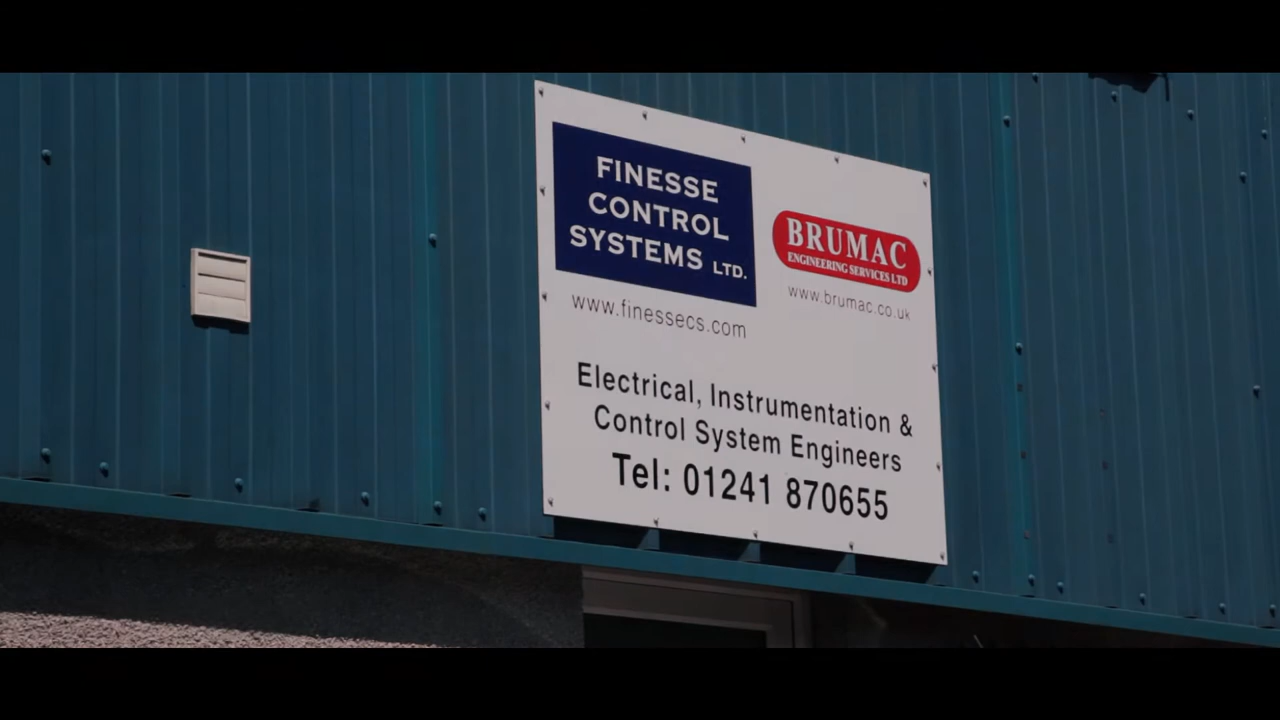 FINESSE
CONTROL
SYSTEMS LTD.
www.finessecs.com
BRUMAC
ENGINEERING SERVICES LTD
www.brumac.co.uk
Electrical, Instrumentation &
Control System Engineers
Tel: 01241 870655